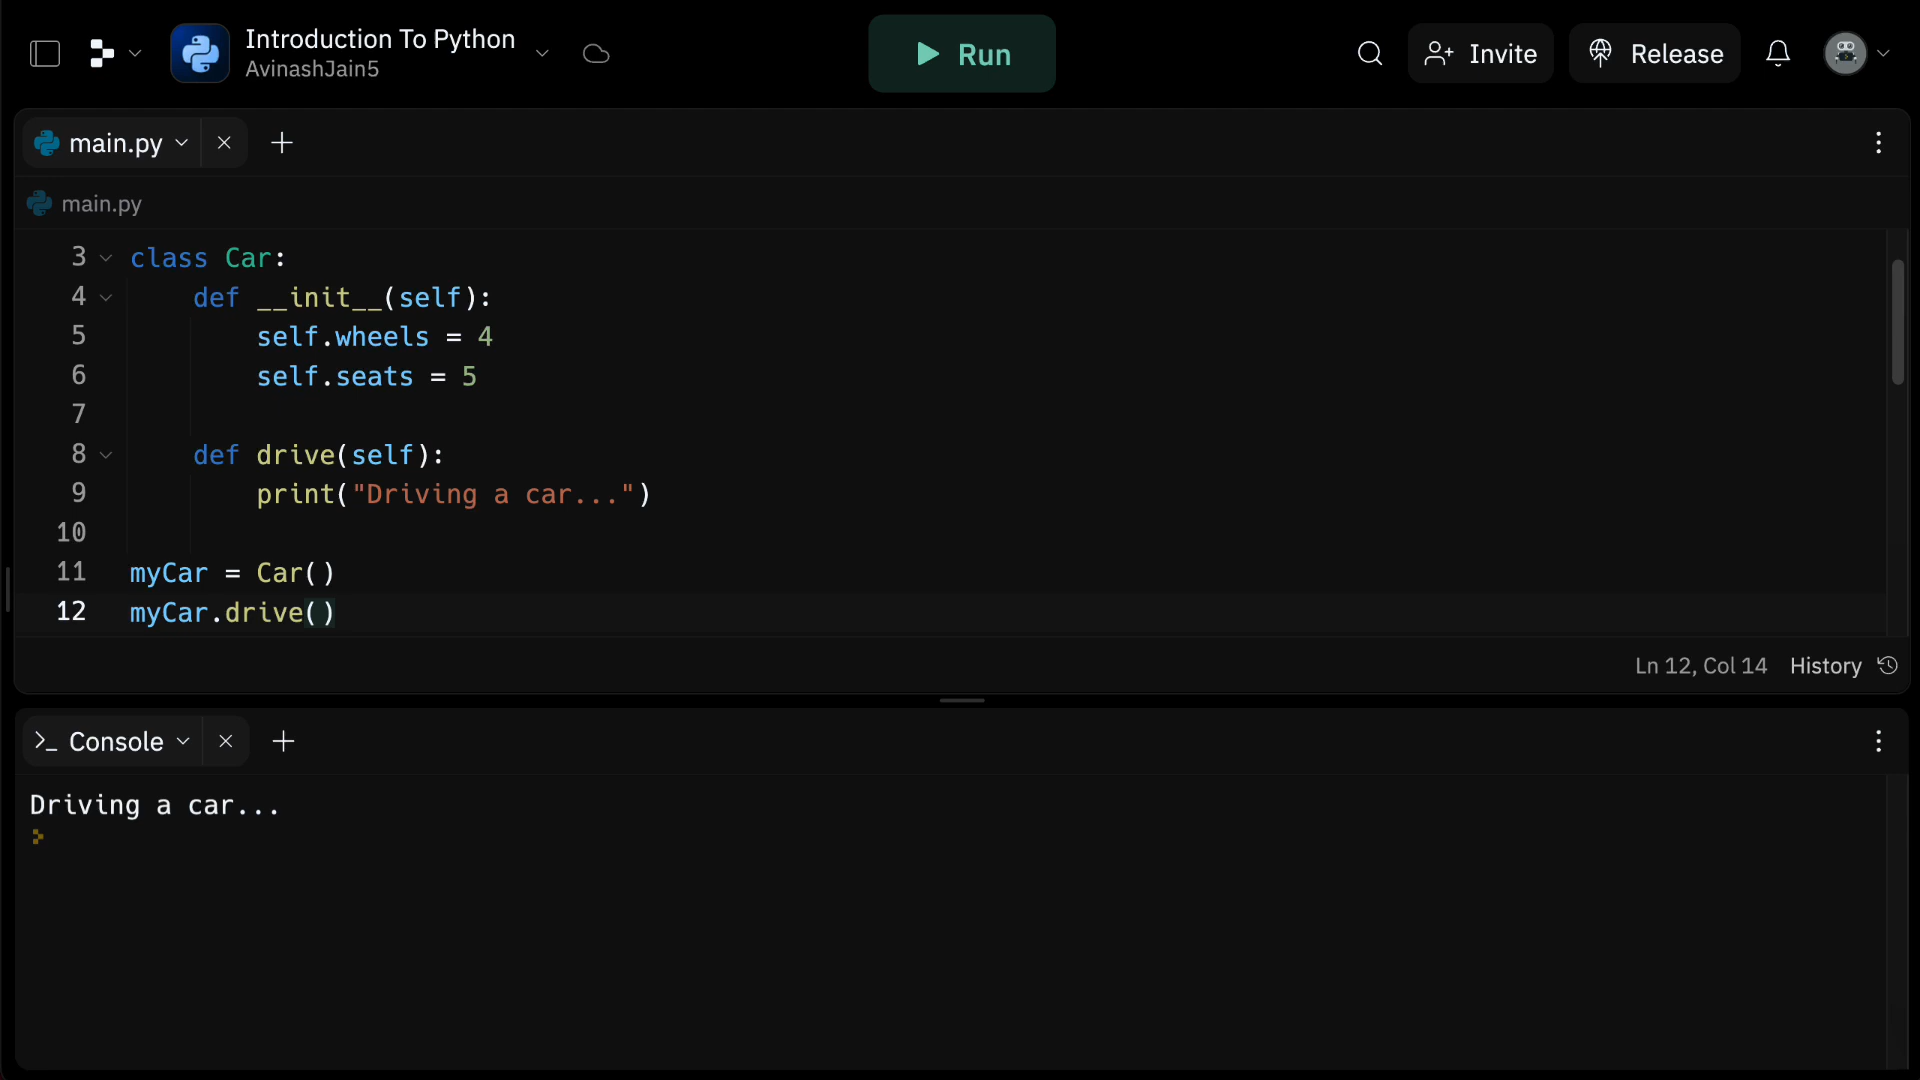 Introduction To Python
AvinashJain5
Run
Invite
Release
main.py
main.py
3 class Car:
4     def __init__(self):
5         self.wheels = 4
6         self.seats = 5
7
8     def drive(self):
9         print("Driving a car...")
10
11 myCar = Car()
12 myCar.drive()
Ln 12, Col 14 History
Console
Driving a car...